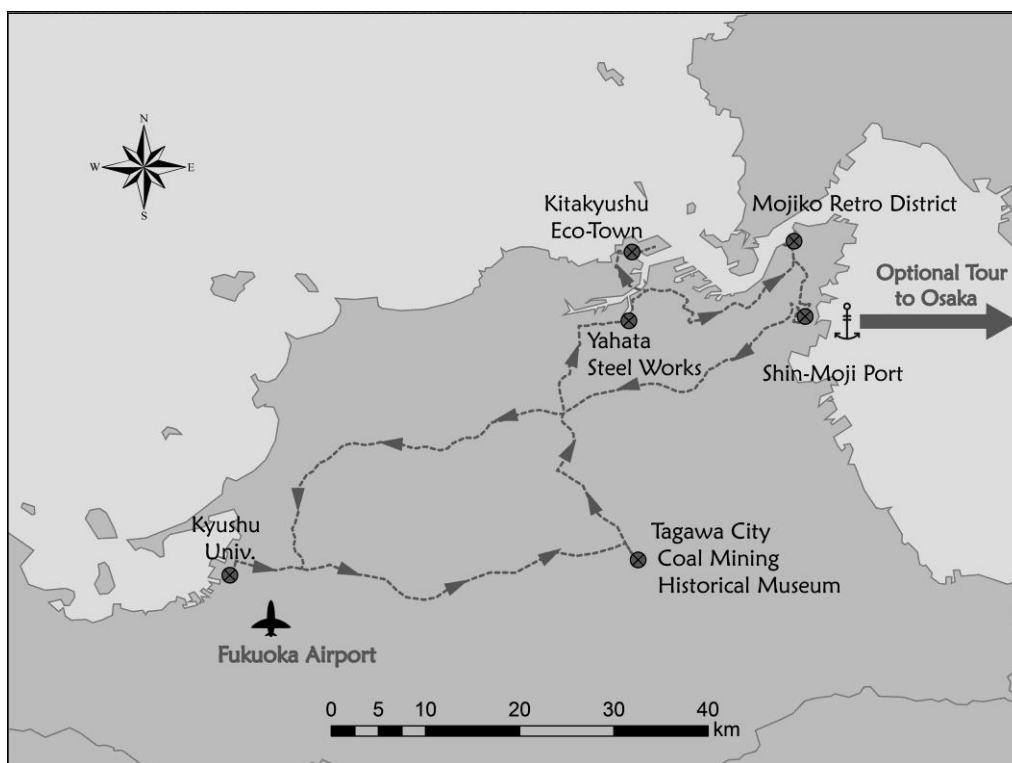 N
W
E
S
Kitakyushu
Eco-Town
Mojiko Retro District
Optional Tour
to Osaka
Yahata
Steel Works
Shin-Moji Port
Kyushu
Univ.
Tagawa City
Coal Mining
Historical Museum
Fukuoka Airport
0 5 10 20 30 40
km